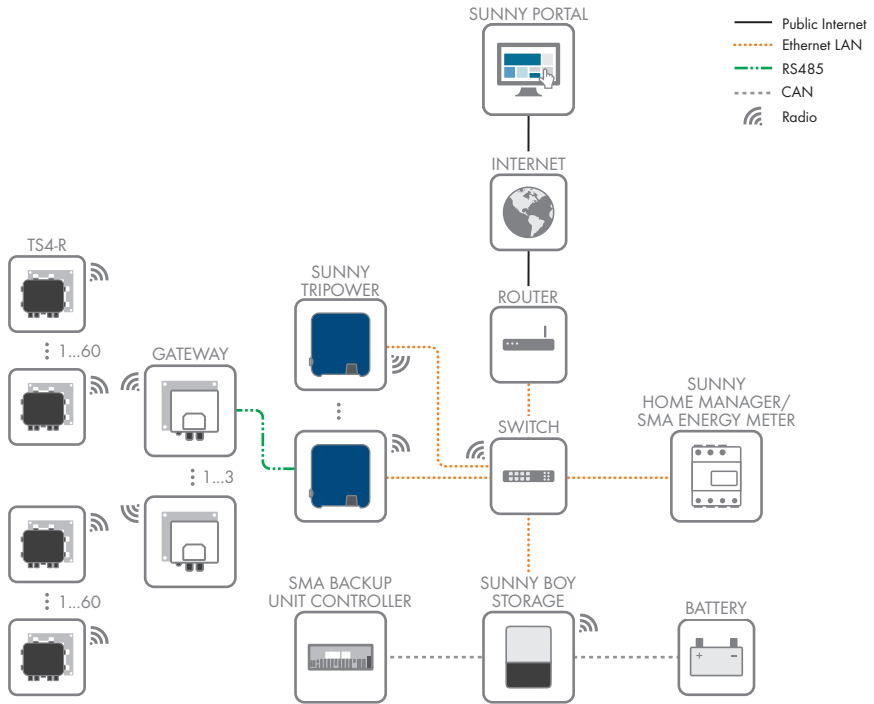 SUNNY PORTAL
Public Internet
Ethernet LAN
RS485
CAN
Radio
INTERNET
TS4-R
SUNNY
TRIPOWER
ROUTER
1...60
GATEWAY
SUNNY
HOME MANAGER/
SMA ENERGY METER
SWITCH
1...3
SMA BACKUP
UNIT CONTROLLER
SUNNY BOY
STORAGE
1...60
BATTERY
+ −